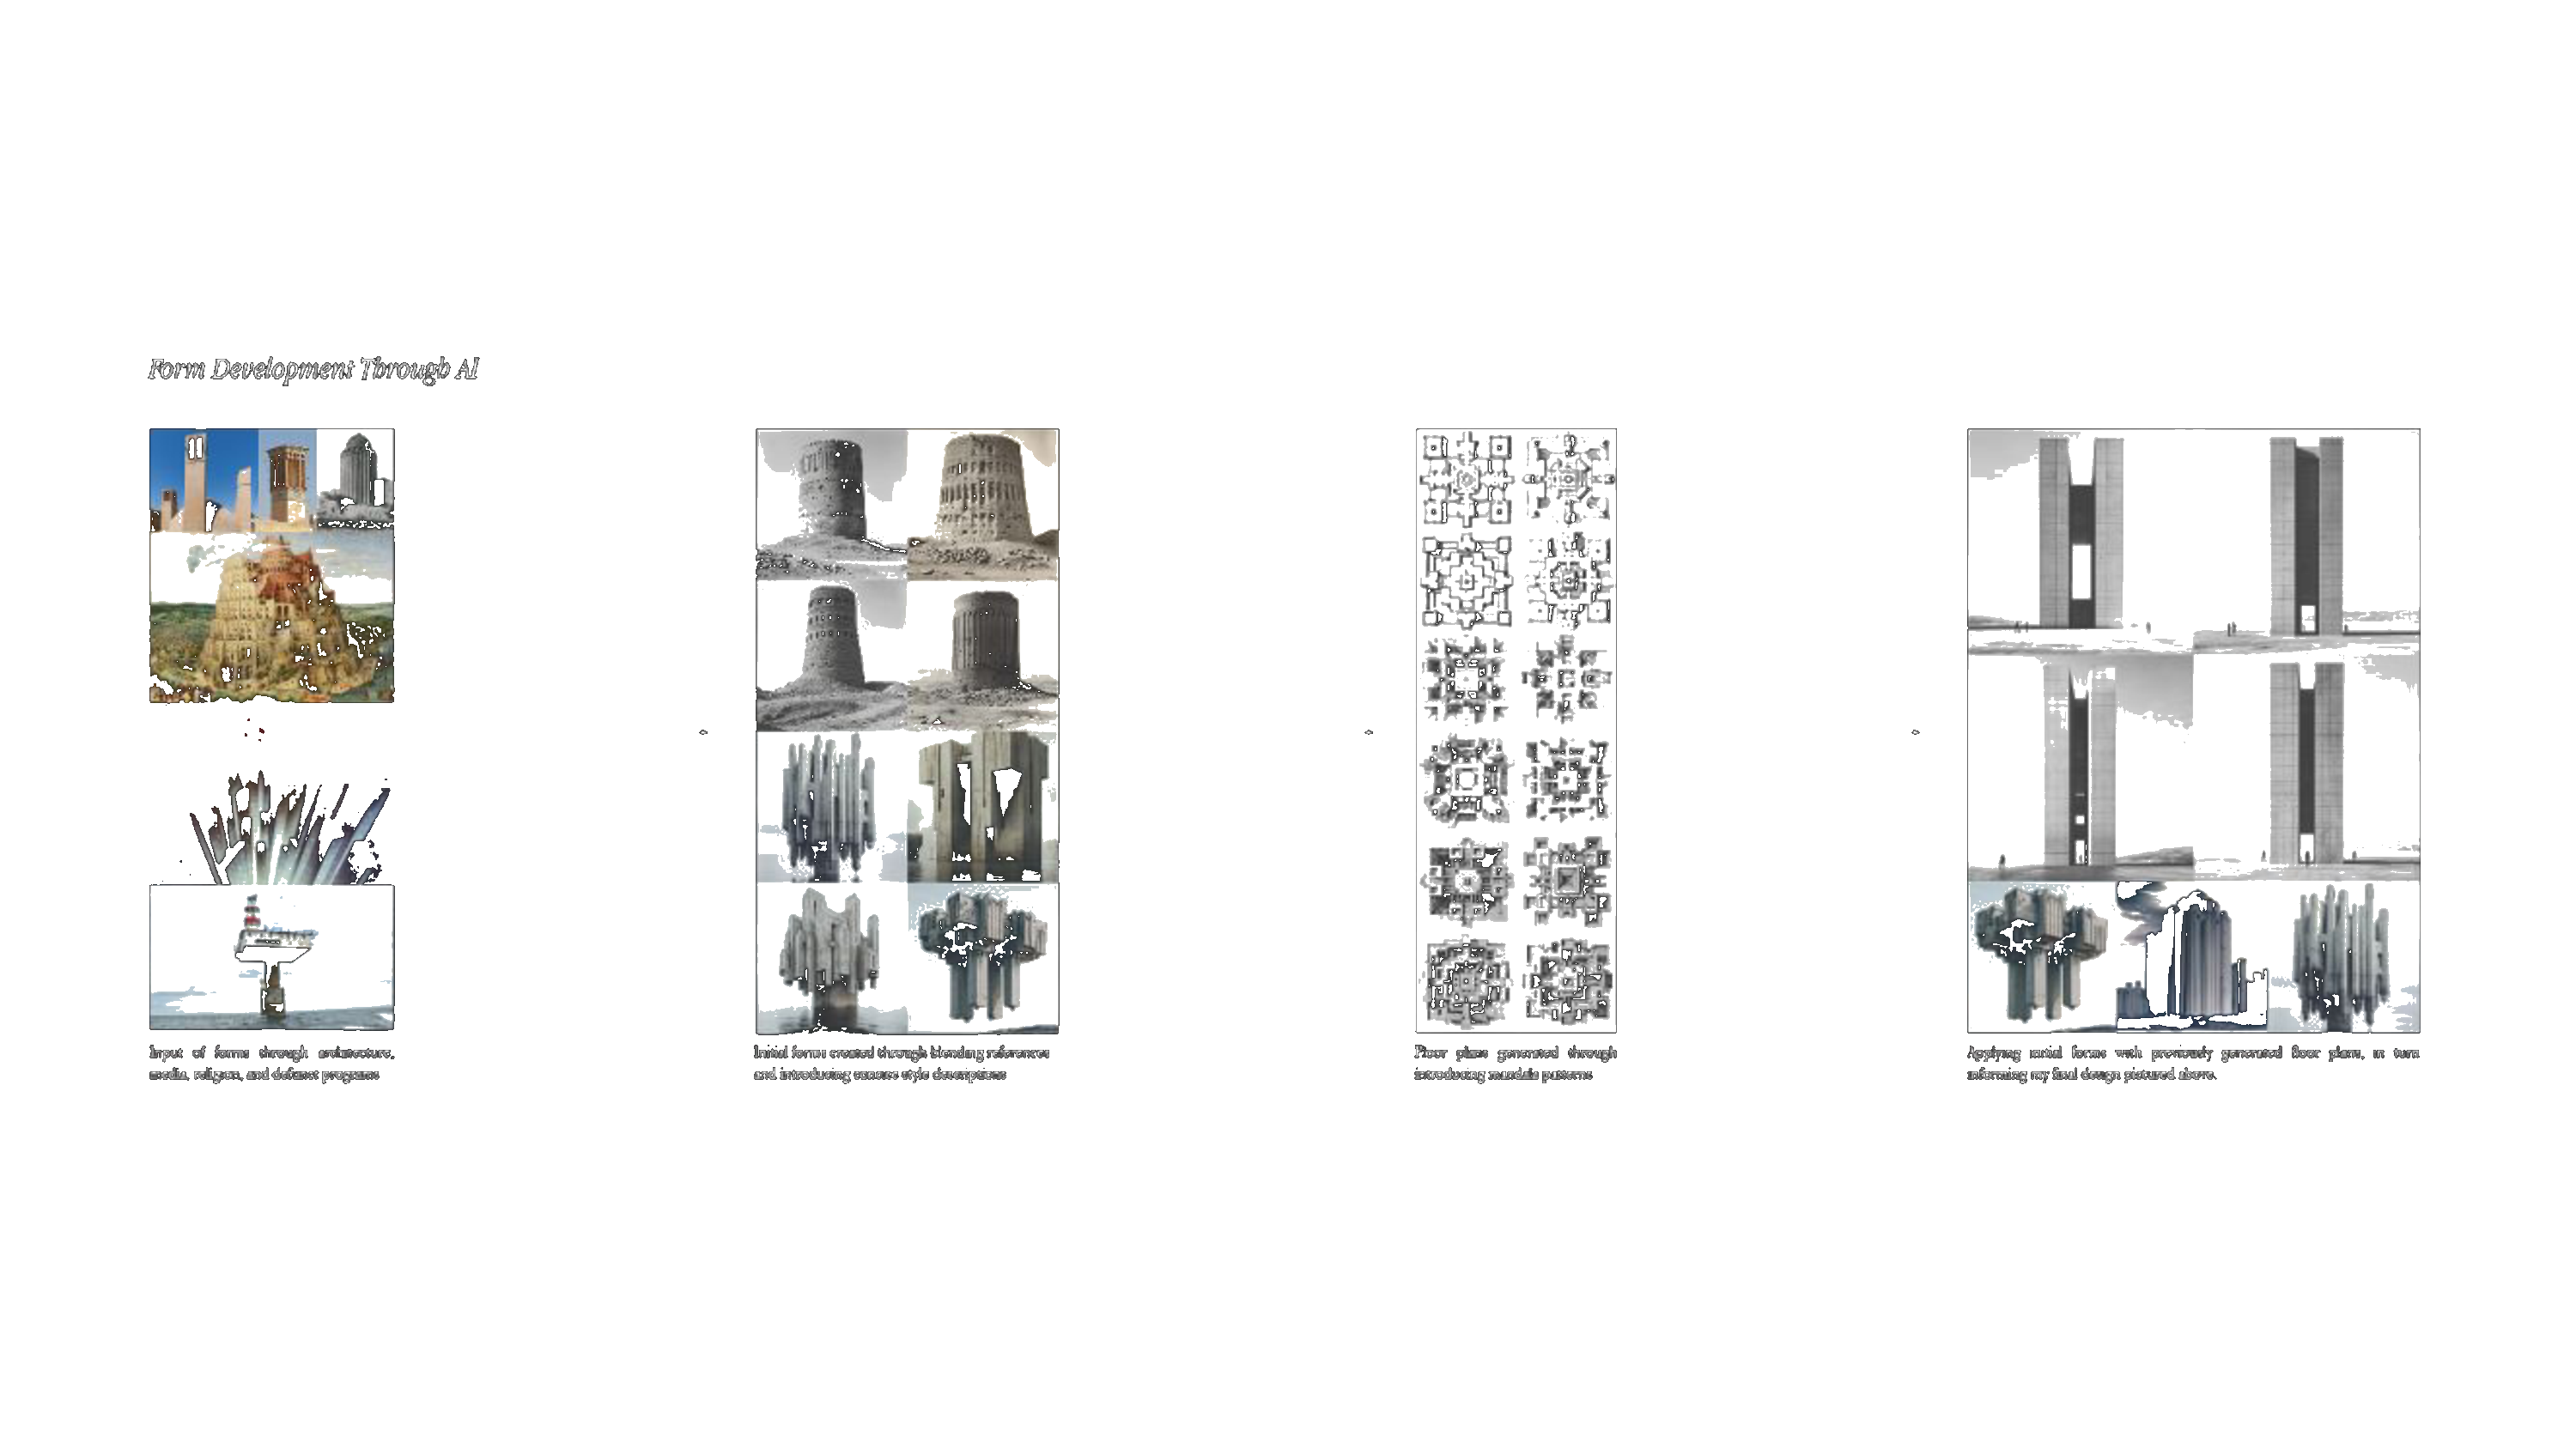 Form Development Through AI
Input of forms through architecture,
media, religion, and defunct programs
Initial forms created through blending references
and introducing various style descriptions
Floor plans generated through
introducing mandala patterns
Applying initial forms with previously generated floor plans, in turn
informing my final design pictured above.